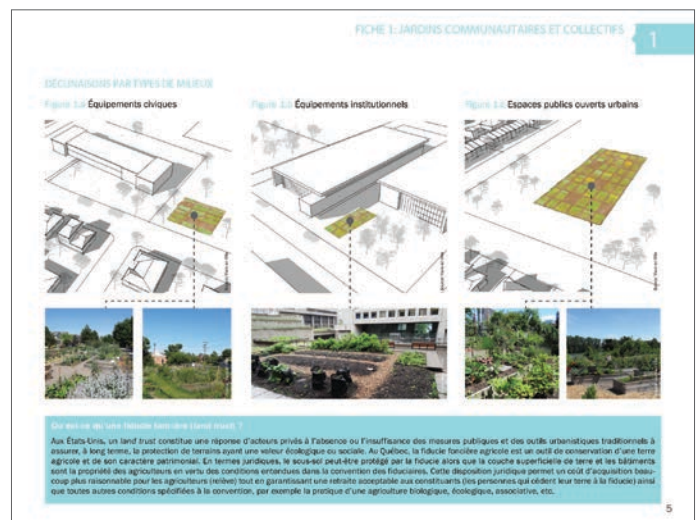 FICHE 1: JARDINS COMMUNAUTAIRES ET COLLECTIFS
1
DÉCLINAISONS PAR TYPES DE MILIEUX
Figure Équipements civiques
Figure Équipements institutionnels
Figure Espaces publics ouverts urbains
Qu'est-ce qu'une fiducie foncière (land trust) ?
Aux États-Unis, un land trust constitue une réponse d'acteurs privés à l'absence ou l'insuffisance des mesures publiques et des outils urbanistiques traditionnels à
assurer, à long terme, la protection de terrains ayant une valeur écologique ou sociale. Au Québec, la fiducie foncière agricole est un outil de conservation d'une terre
agricole et de son caractère patrimonial. En termes juridiques, le sous-sol peut-être protégé par la fiducie alors que la couche superficielle de terre et les bâtiments
sont la propriété des agriculteurs en vertu des conditions entendues dans la convention des fiduciaires. Cette disposition juridique permet un coût d'acquisition beau-
coup plus raisonnable pour les agriculteurs (relève) tout en garantissant une retraite acceptable aux constituants (les personnes qui cèdent leur terre à la fiducie) ainsi
que toutes autres conditions spécifiées à la convention, par exemple la pratique d'une agriculture biologique, écologique, associative, etc.
5